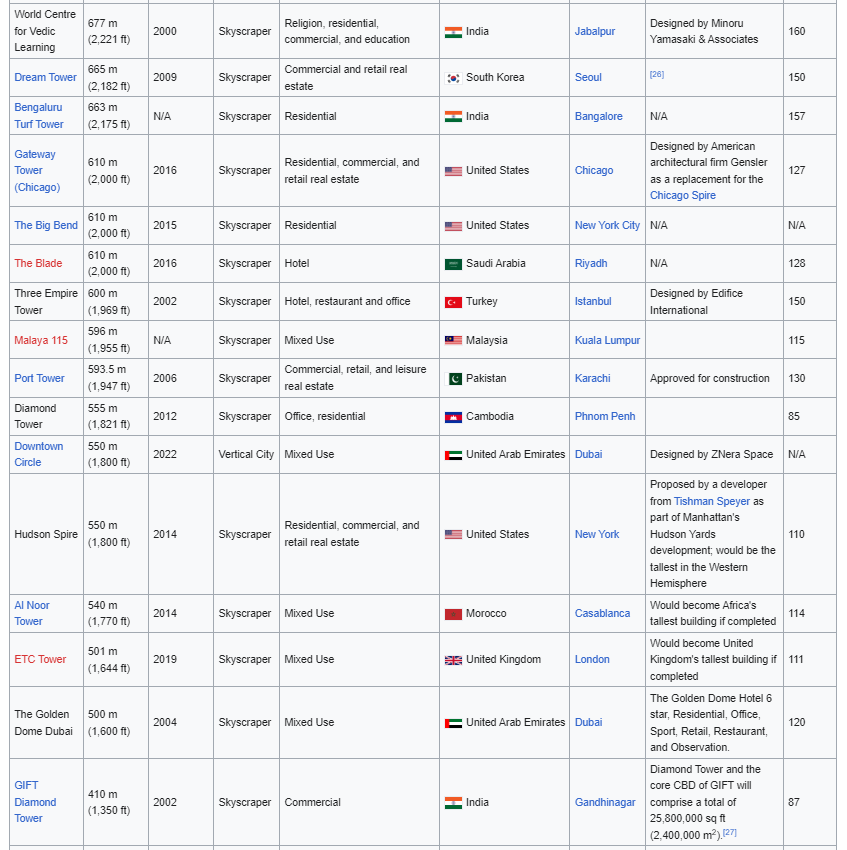 World Centre for Vedic Learning 677 m (2,221 ft) 2000 Skyscraper Religion, residential, commercial, and education India Jabalpur Designed by Minoru Yamasaki & Associates 160
Dream Tower 665 m (2,182 ft) 2009 Skyscraper Commercial and retail real estate South Korea Seoul [26] 150
Bengaluru Turf Tower 663 m (2,175 ft) N/A Skyscraper Residential India Bangalore N/A 157
Gateway Tower (Chicago) 610 m (2,000 ft) 2016 Skyscraper Residential, commercial, and retail real estate United States Chicago Designed by American architectural firm Gensler as a replacement for the Chicago Spire 127
The Big Bend 610 m (2,000 ft) 2015 Skyscraper Residential United States New York City N/A N/A
The Blade 610 m (2,000 ft) 2016 Skyscraper Hotel Saudi Arabia Riyadh N/A 128
Three Empire Tower 600 m (1,969 ft) 2002 Skyscraper Hotel, restaurant and office Turkey Istanbul Designed by Edifice International 150
Malaya 115 596 m (1,955 ft) N/A Skyscraper Mixed Use Malaysia Kuala Lumpur 115
Port Tower 593.5 m (1,947 ft) 2006 Skyscraper Commercial, retail, and leisure real estate Pakistan Karachi Approved for construction 130
Diamond Tower 555 m (1,821 ft) 2012 Skyscraper Office, residential Cambodia Phnom Penh 85
Downtown Circle 550 m (1,800 ft) 2022 Vertical City Mixed Use United Arab Emirates Dubai Designed by ZNera Space N/A
Hudson Spire 550 m (1,800 ft) 2014 Skyscraper Residential, commercial, and retail real estate United States New York Proposed by a developer from Tishman Speyer as part of Manhattan's Hudson Yards development; would be the tallest in the Western Hemisphere 110
Al Noor Tower 540 m (1,770 ft) 2014 Skyscraper Mixed Use Morocco Casablanca Would become Africa's tallest building if completed 114
ETC Tower 501 m (1,644 ft) 2019 Skyscraper Mixed Use United Kingdom London Would become United Kingdom's tallest building if completed 111
The Golden Dome Dubai 500 m (1,600 ft) 2004 Skyscraper Mixed Use United Arab Emirates Dubai The Golden Dome Hotel 6 star, Residential, Office, Sport, Retail, Restaurant, and Observation. 120
GIFT Diamond Tower 410 m (1,350 ft) 2002 Skyscraper Commercial India Gandhinagar Diamond Tower and the core CBD of GIFT will comprise a total of 25,800,000 sq ft (2,400,000 m²).[27] 87